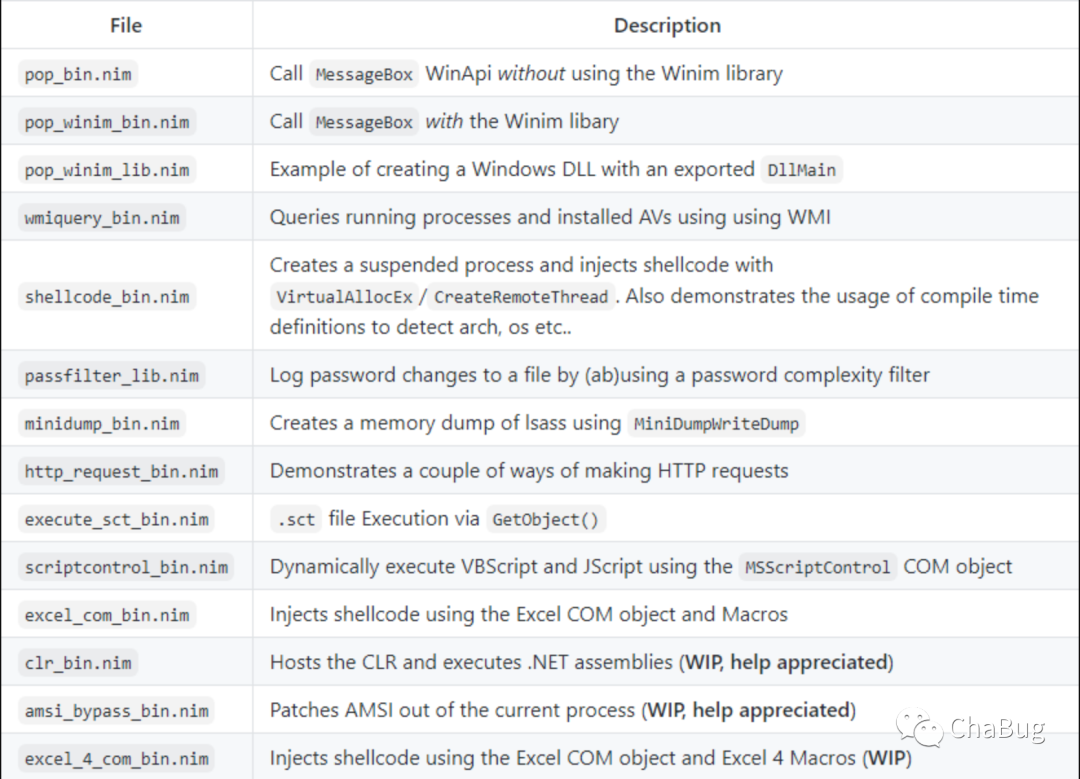 File Description
pop_bin.nim Call MessageBox WinApi without using the Winim library
pop_winim_bin.nim Call MessageBox with the Winim libary
pop_winim_lib.nim Example of creating a Windows DLL with an exported DllMain
wmiquery_bin.nim Queries running processes and installed AVs using using WMI
Creates a suspended process and injects shellcode with
shellcode_bin.nim VirtualAllocEx / CreateRemoteThread . Also demonstrates the usage of compile time
definitions to detect arch, os etc..
passfilter_lib.nim Log password changes to a file by (ab)using a password complexity filter
minidump_bin.nim Creates a memory dump of lsass using MiniDumpWriteDump
http_request_bin.nim Demonstrates a couple of ways of making HTTP requests
execute_sct_bin.nim .sct file Execution via GetObject()
scriptcontrol_bin.nim Dynamically execute VBScript and JScript using the MSScriptControl COM object
excel_com_bin.nim Injects shellcode using the Excel COM object and Macros
clr_bin.nim Hosts the CLR and executes .NET assemblies (WIP, help appreciated)
amsi_bypass_bin.nim Patches AMSI out of the current process (WIP, help appreciated)
ChaBug
excel_4_com_bin.nim Injects shellcode using the Excel COM object and Excel 4 Macros (WIP)